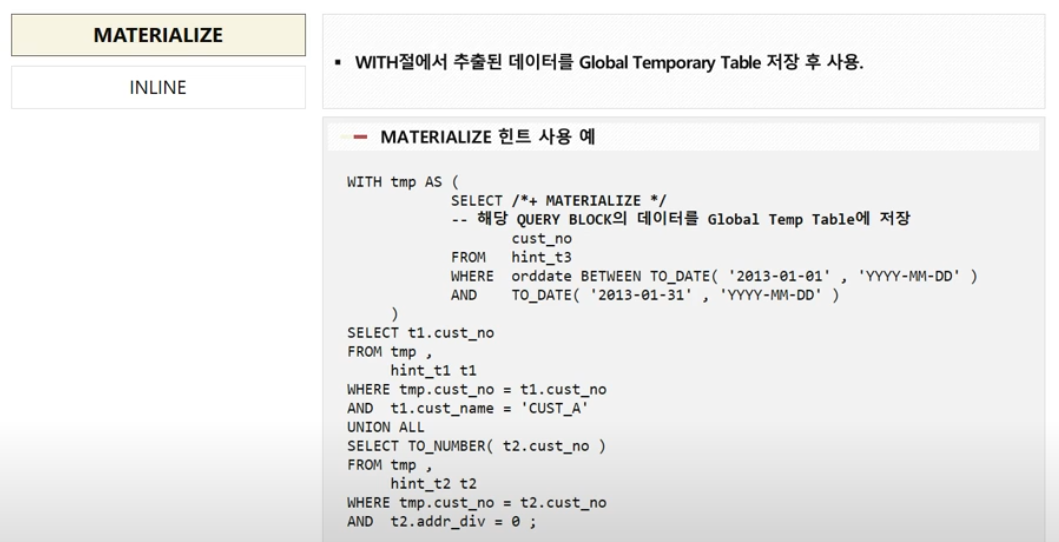 MATERIALIZE
INLINE
▪ WITH절에서 추출된 데이터를 Global Temporary Table 저장 후 사용.
MATERIALIZE 힌트 사용 예
WITH tmp AS (
SELECT /*+ MATERIALIZE */
-- 해당 QUERY BLOCK의 데이터를 Global Temp Table에 저장
cust_no
FROM hint_t3
WHERE orddate BETWEEN TO_DATE( '2013-01-01' , 'YYYY-MM-DD' )
AND TO_DATE( '2013-01-31' , 'YYYY-MM-DD' )
)
SELECT t1.cust_no
FROM tmp ,
hint_t1 t1
WHERE tmp.cust_no = t1.cust_no
AND t1.cust_name = 'CUST_A'
UNION ALL
SELECT TO_NUMBER( t2.cust_no )
FROM tmp ,
hint_t2 t2
WHERE tmp.cust_no = t2.cust_no
AND t2.addr_div = 0 ;